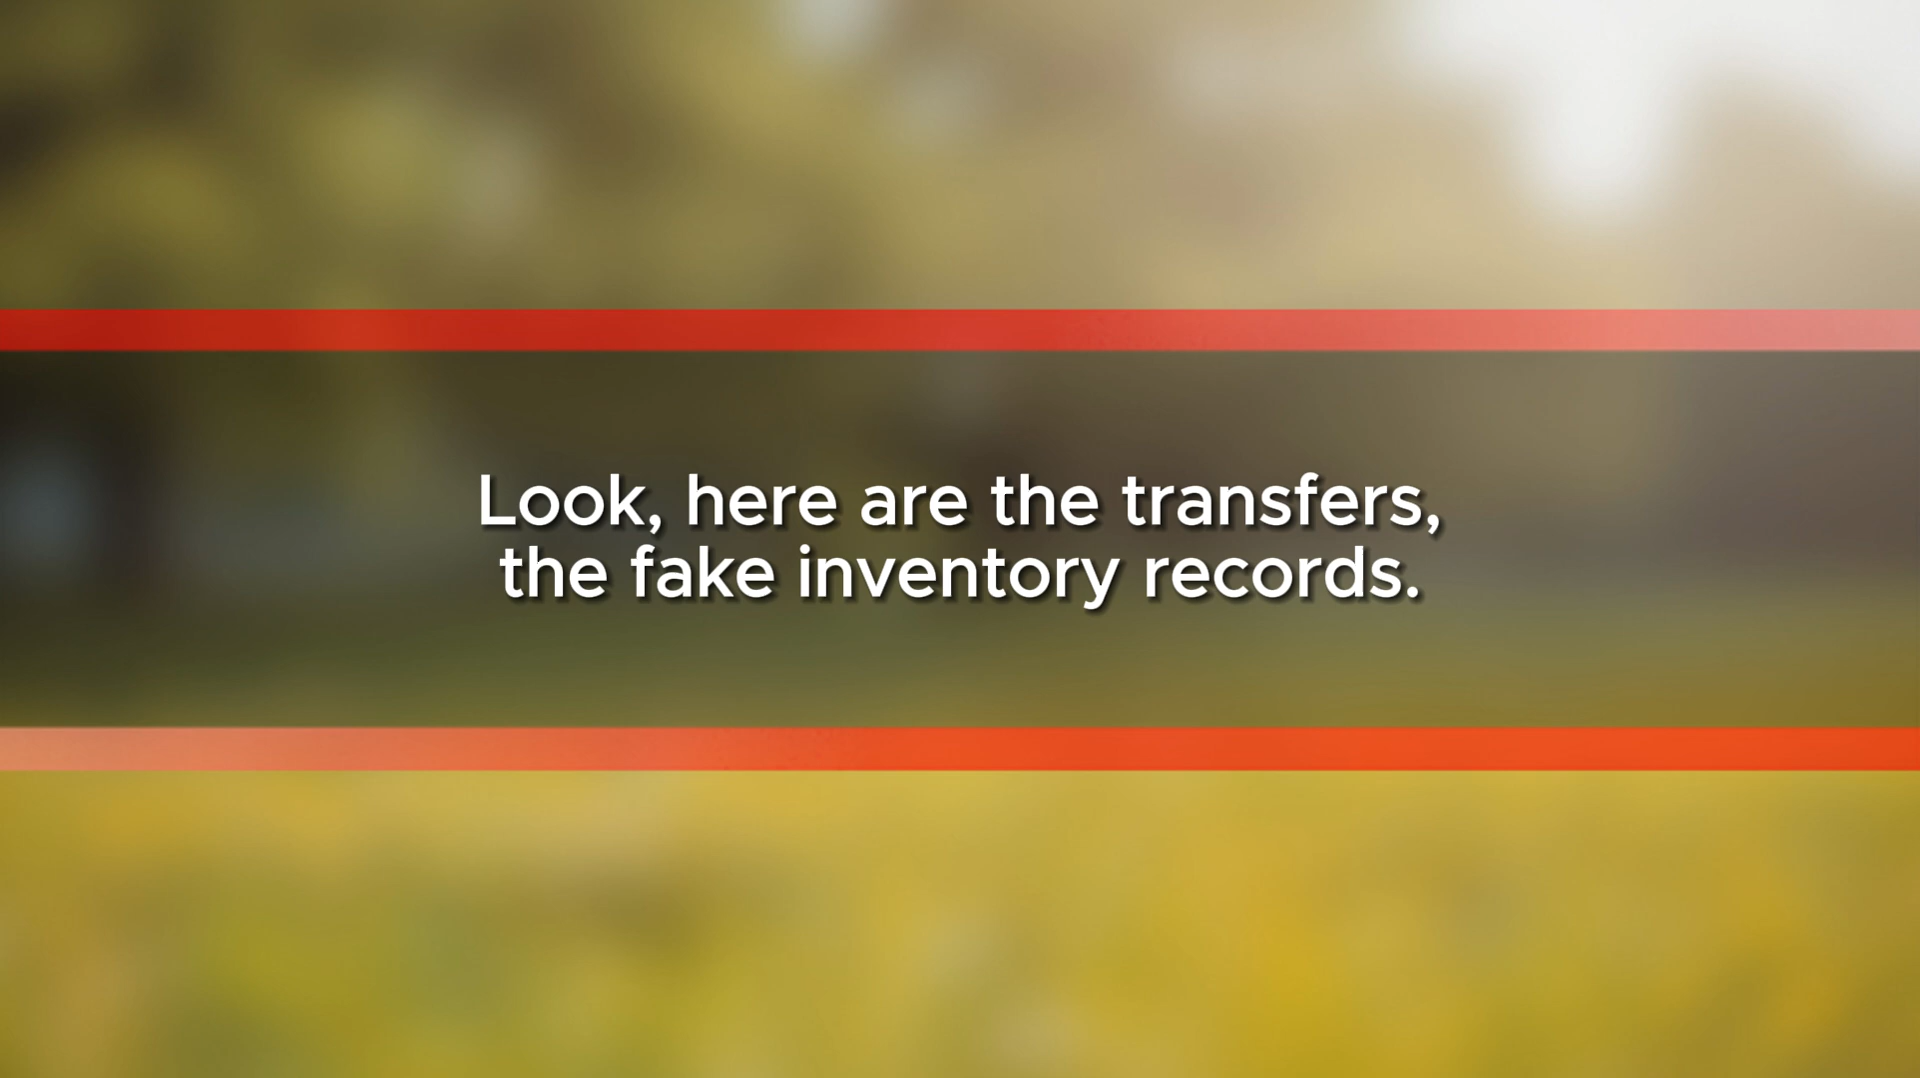 Look, here are the transfers,
the fake inventory records.